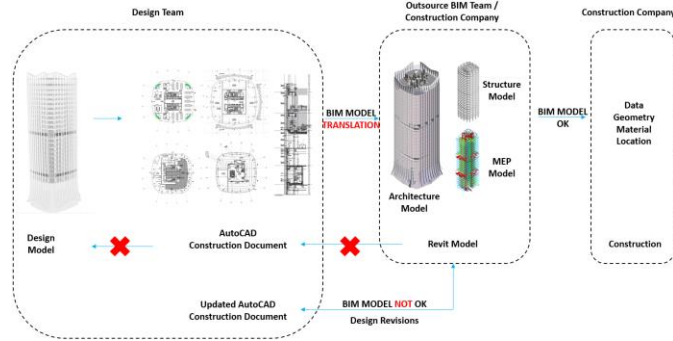 Design Team
Outsource BIM Team /
Construction Company
Construction Company
BIM MODEL
TRANSLATION
Structure
Model
MEP
Model
Architecture
Model
BIM MODEL
OK
Data
Geometry
Material
Location
Design
Model
AutoCAD
Construction Document
Revit Model
Construction
Updated AutoCAD
Construction Document
BIM MODEL NOT OK
Design Revisions